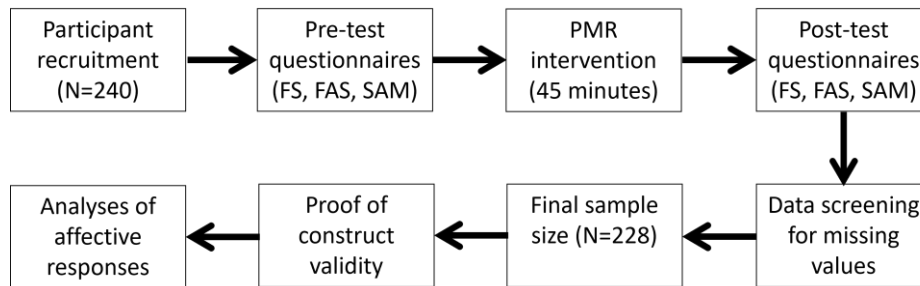 Participant
recruitment
(N=240)
Pre-test
questionnaires
(FS, FAS, SAM)
PMR
intervention
(45 minutes)
Post-test
questionnaires
(FS, FAS, SAM)
Data screening
for missing
values
Final sample
size (N=228)
Proof of
construct
validity
Analyses of
affective
responses